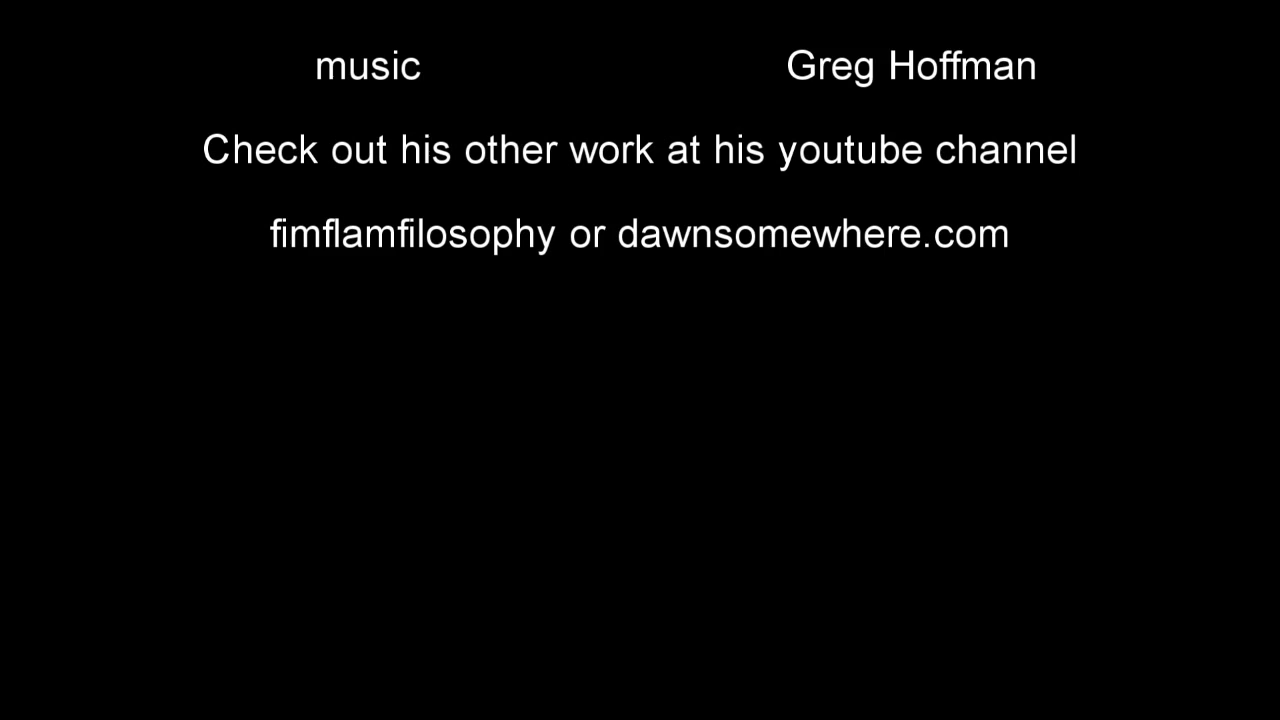 music Greg Hoffman
Check out his other work at his youtube channel
fimflamfilosophy or dawnsomewhere.com